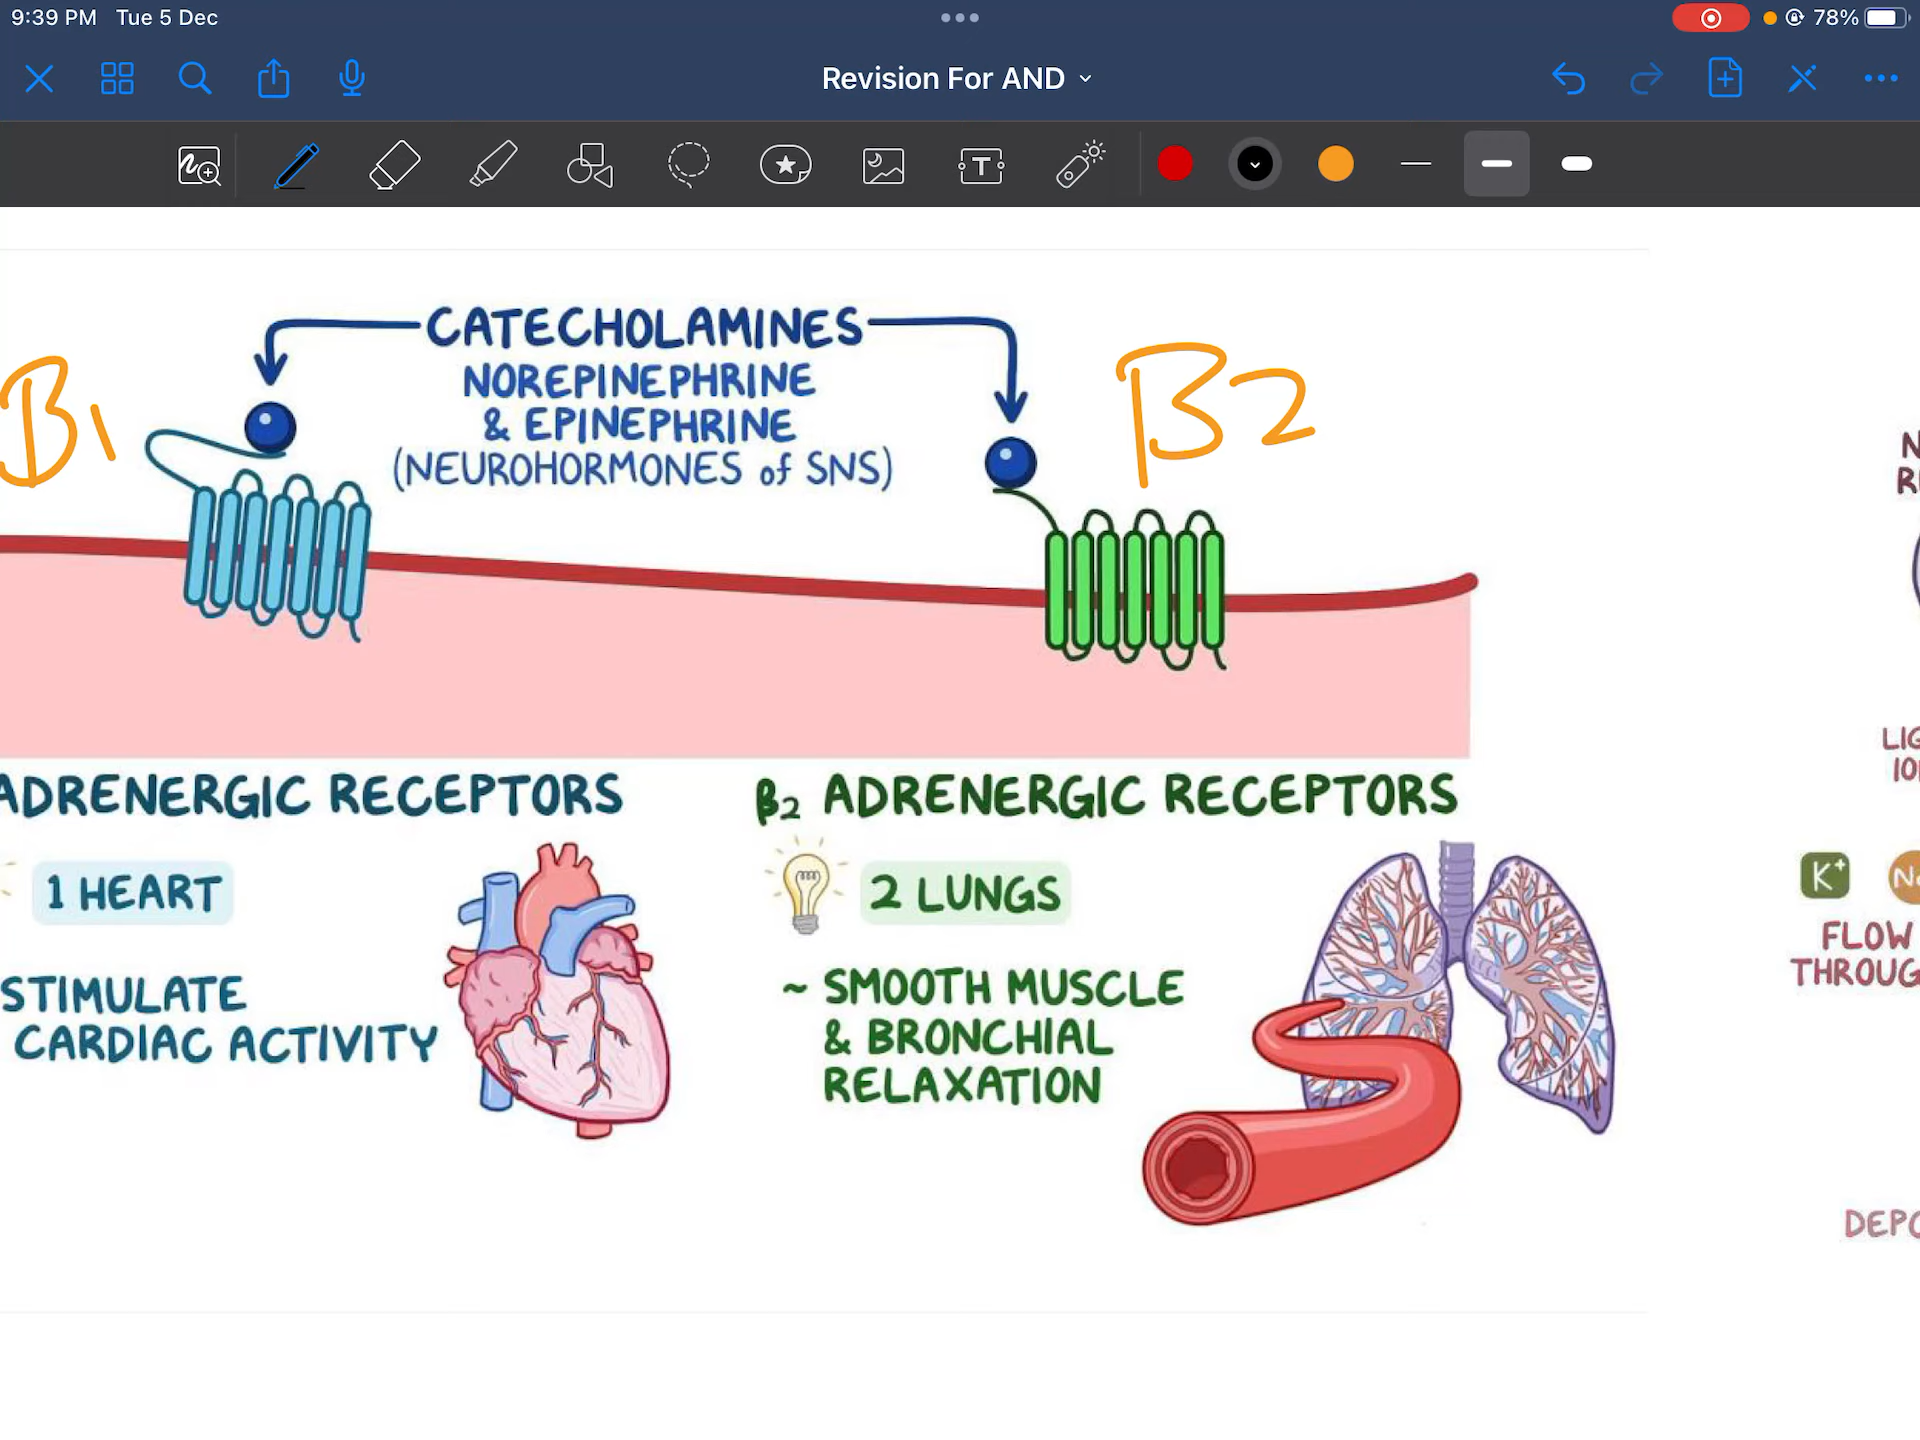 9:39 PM Tue 5 Dec
78%
Revision For AND
T
CATECHOLAMINES
NOREPINEPHRINE
& EPINEPHRINE
(NEUROHORMONES of SNS)
B1
β2
ADRENERGIC RECEPTORS
1 HEART
STIMULATE
CARDIAC ACTIVITY
β2 ADRENERGIC RECEPTORS
2 LUNGS
~ SMOOTH MUSCLE
& BRONCHIAL
RELAXATION
K+
FLOW